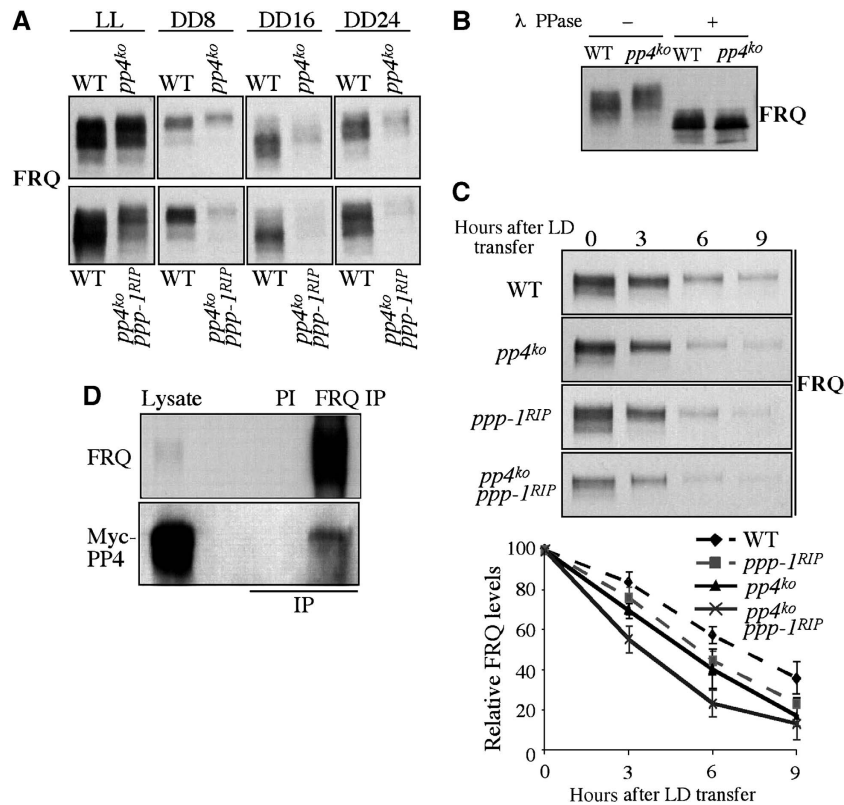 A
LL DD8 DD16 DD24
WT pp4ko WT pp4ko WT pp4ko WT pp4ko
FRQ
WT pp4ko ppp-1RIP WT pp4ko ppp-1RIP WT pp4ko ppp-1RIP WT pp4ko ppp-1RIP
B
λ PPase − +
WT pp4ko WT pp4ko
FRQ
C
Hours after LD
transfer
0 3 6 9
WT
pp4ko
ppp-1RIP
pp4ko
ppp-1RIP
FRQ
D
Lysate PI FRQ IP
FRQ
Myc-
PP4
IP
WT
ppp-1RIP
pp4ko
pp4ko
ppp-1RIP
Relative FRQ levels
100
80
60
40
20
0
0 3 6 9
Hours after LD transfer